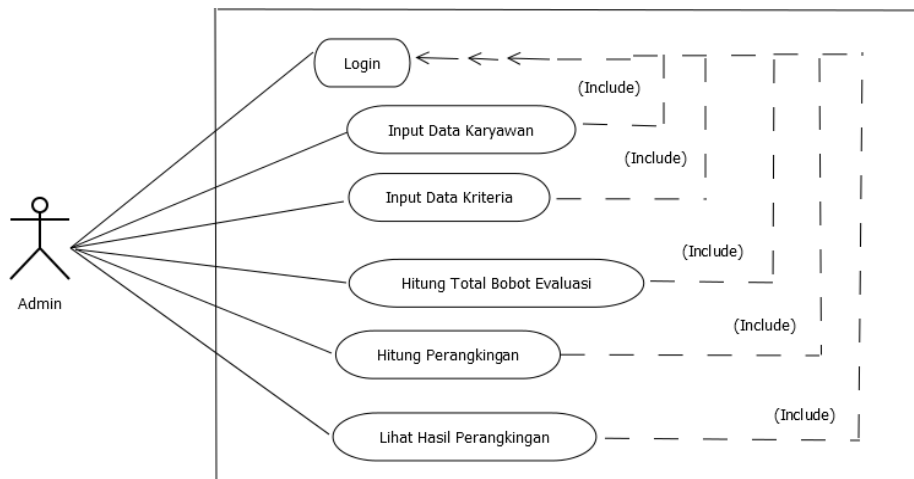 Login
(Include)
Input Data Karyawan
(Include)
Input Data Kriteria
(Include)
Hitung Total Bobot Evaluasi
Admin
(Include)
Hitung Perangkingan
(Include)
Lihat Hasil Perangkingan